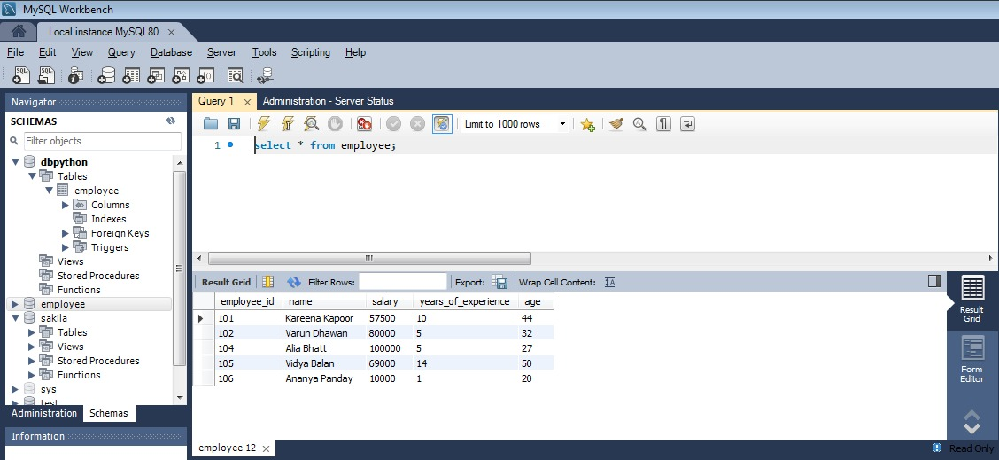 MySQL Workbench
Local instance MySQL80 ×
File Edit View Query Database Server Tools Scripting Help
Navigator
SCHEMAS
Filter objects
dbpython
Tables
employee
Columns
Indexes
Foreign Keys
Triggers
Views
Stored Procedures
Functions
employee
sakila
Tables
Views
Stored Procedures
Functions
sys
test
Administration Schemas
Information
Query 1 × Administration - Server Status
Limit to 1000 rows
1 select * from employee;
Result Grid Filter Rows: Export: Wrap Cell Content:
employee_id name salary years_of_experience age
101 Kareena Kapoor 57500 10 44
102 Varun Dhawan 80000 5 32
104 Alia Bhatt 100000 5 27
105 Vidya Balan 69000 14 50
106 Ananya Panday 10000 1 20
Result
Grid
Form
Editor
employee 12 ×
Read Only